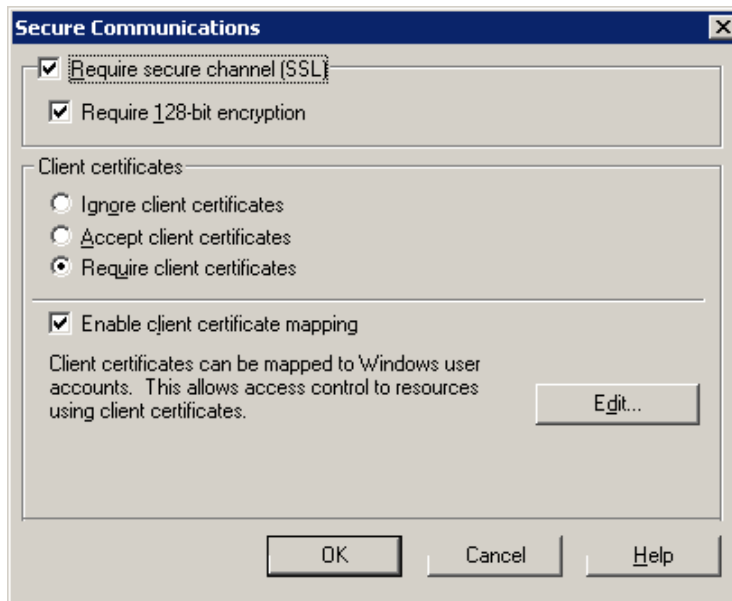 Secure Communications
Require secure channel (SSL)
Require 128-bit encryption
Client certificates
Ignore client certificates
Accept client certificates
Require client certificates
Enable client certificate mapping
Client certificates can be mapped to Windows user
accounts.  This allows access control to resources
using client certificates.
Edit...
OK
Cancel
Help